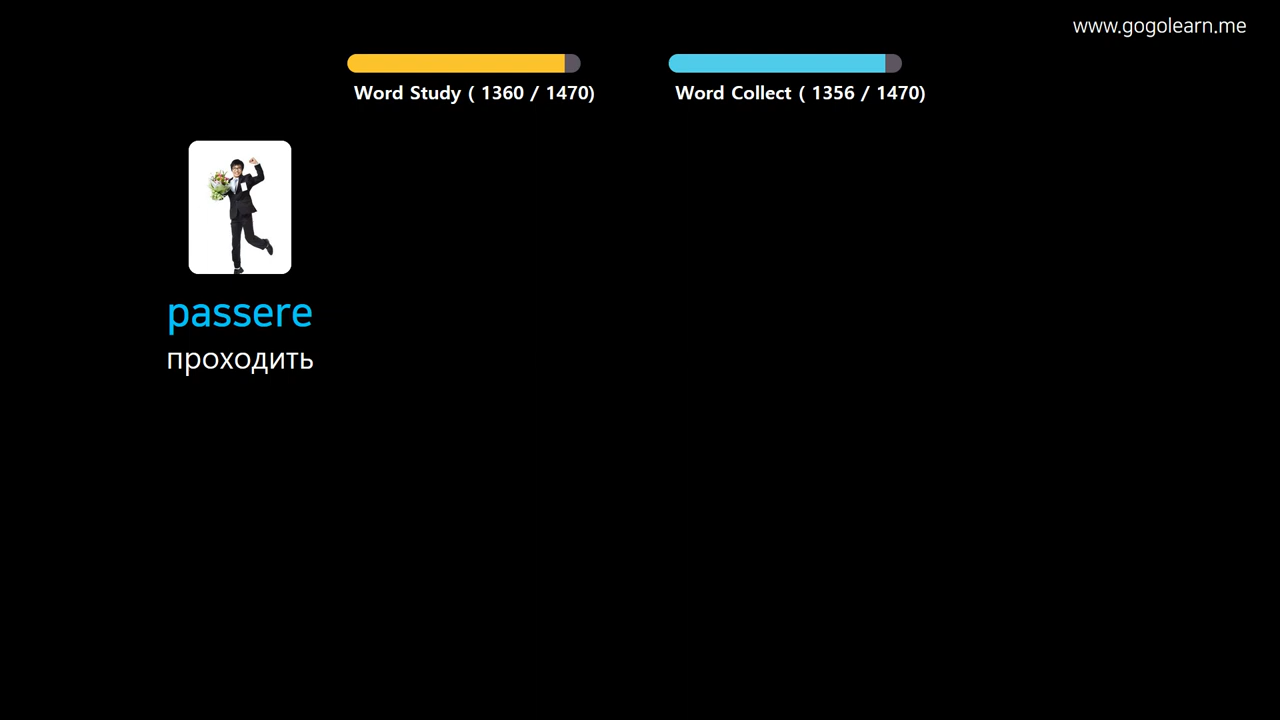 www.gogolearn.me
Word Study ( 1360 / 1470)
Word Collect ( 1356 / 1470)
passere
проходить